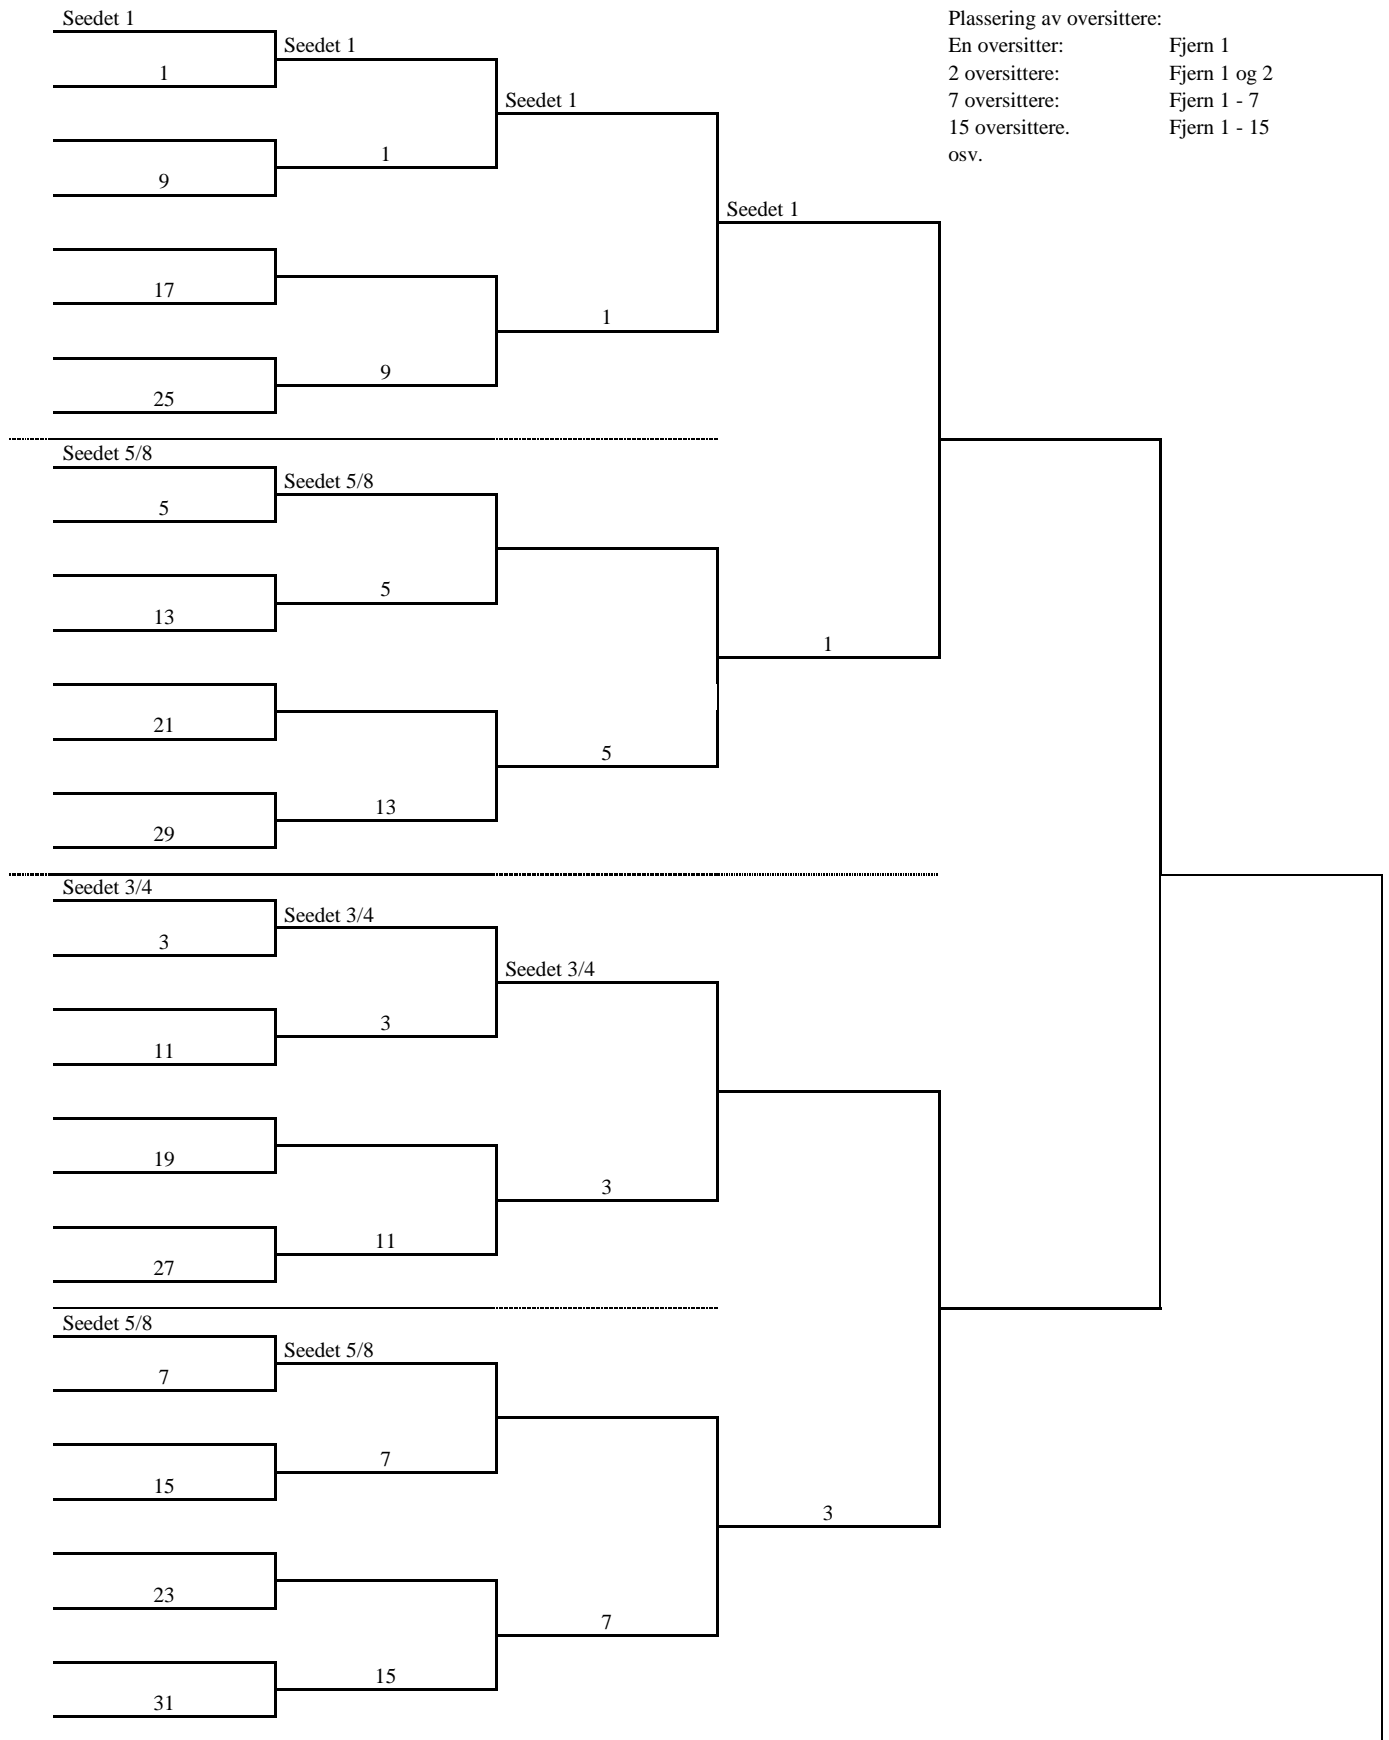 Seedet 1
Plassering av oversittere:
Seedet 1
En oversitter: Fjern 1
1
2 oversittere: Fjern 1 og 2
Seedet 1
7 oversittere: Fjern 1 - 7
15 oversittere. Fjern 1 - 15
1
osv.
9
Seedet 1
17
1
9
25
Seedet 5/8
Seedet 5/8
5
5
13
1
21
5
13
29
Seedet 3/4
Seedet 3/4
3
Seedet 3/4
3
11
19
3
11
27
Seedet 5/8
Seedet 5/8
7
7
15
3
23
7
15
31